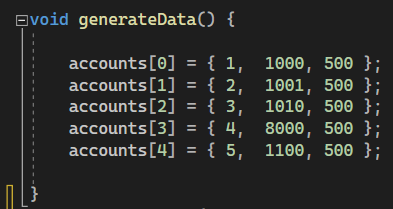 void generateData() {
accounts[0] = { 1,  1000, 500 };
accounts[1] = { 2,  1001, 500 };
accounts[2] = { 3,  1010, 500 };
accounts[3] = { 4,  8000, 500 };
accounts[4] = { 5,  1100, 500 };
}